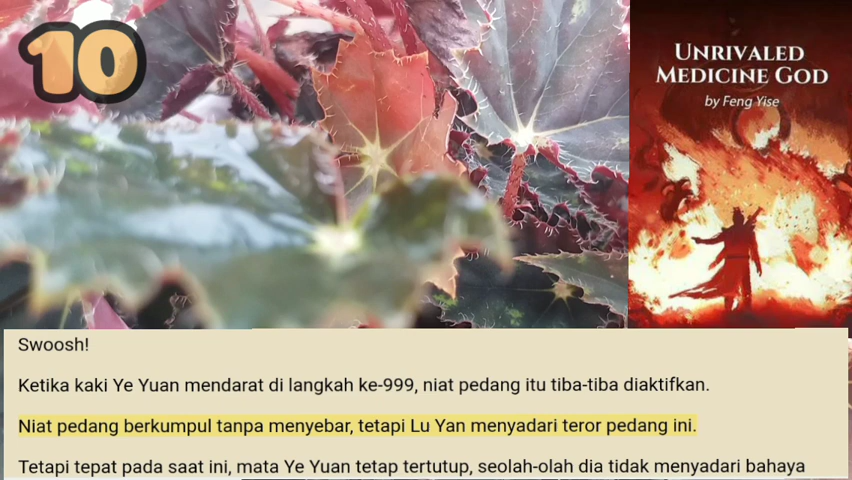 10
UNRIVALED
MEDICINE GOD
by Feng Yise
Swoosh!
Ketika kaki Ye Yuan mendarat di langkah ke-999, niat pedang itu tiba-tiba diaktifkan.
Niat pedang berkumpul tanpa menyebar, tetapi Lu Yan menyadari teror pedang ini.
Tetapi tepat pada saat ini, mata Ye Yuan tetap tertutup, seolah-olah dia tidak menyadari bahaya